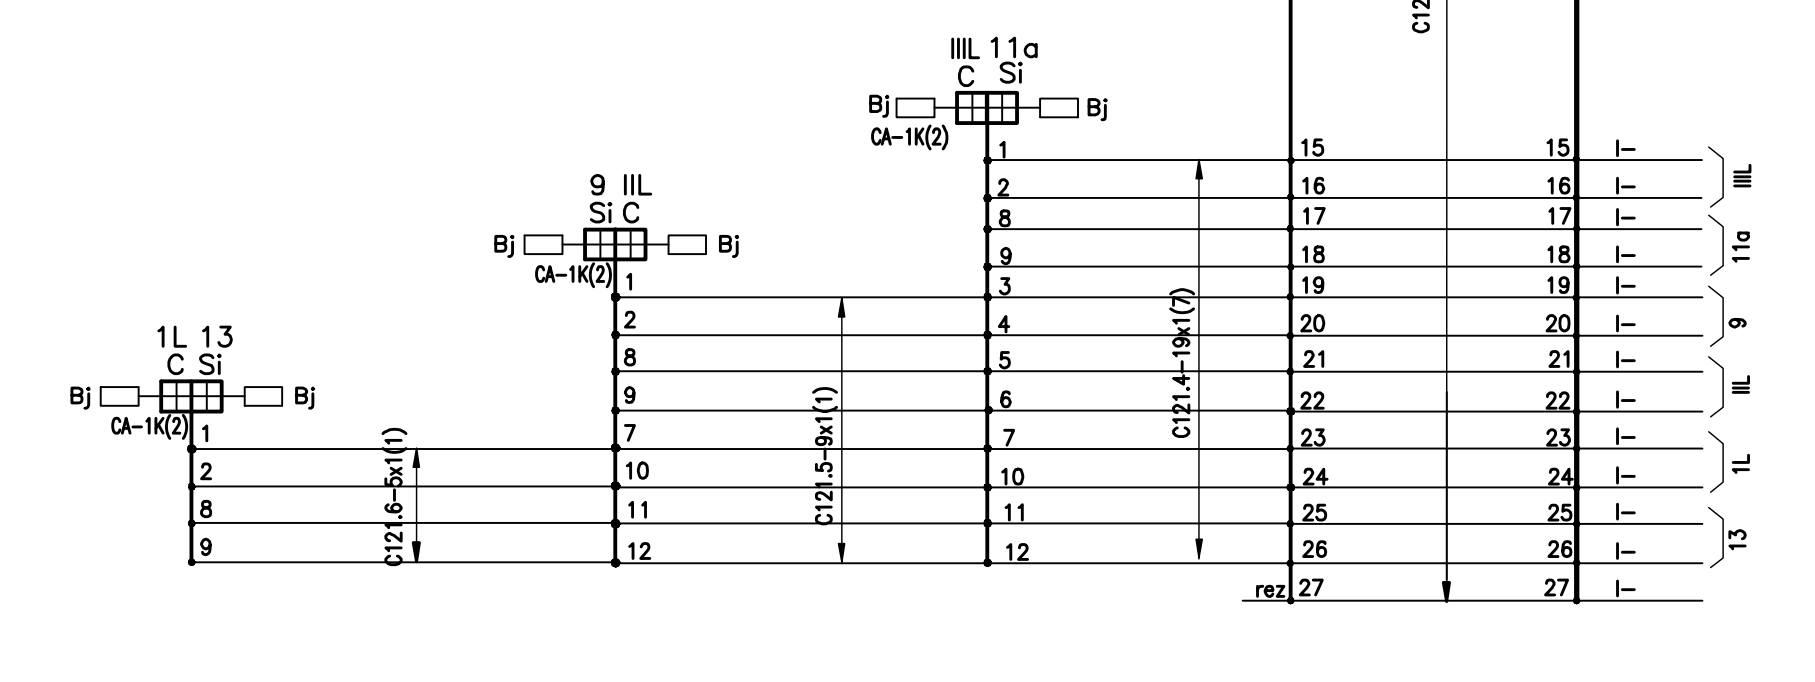 C12
IIIL 11a
C Si
Bj Bj
CA-1K(2)
1 15 15 I-
2 16 16 I-
IIIL
8 17 17 I-
9 18 18 I-
11a
9 IIL
Si C
Bj Bj
CA-1K(2)
1 3 19 19 I-
2 4 20 20 I-
9
8 5 21 21 I-
9 6 22 22 I-
IIL
1L 13
C Si
Bj Bj
CA-1K(2)
1 7 7 23 23 I-
2 10 10 24 24 I-
1L
8 11 11 25 25 I-
9 12 12 26 26 I-
13
rez 27 27 I-
C121.6-5x1(1)
C121.5-9x1(1)
C121.4-19x1(7)